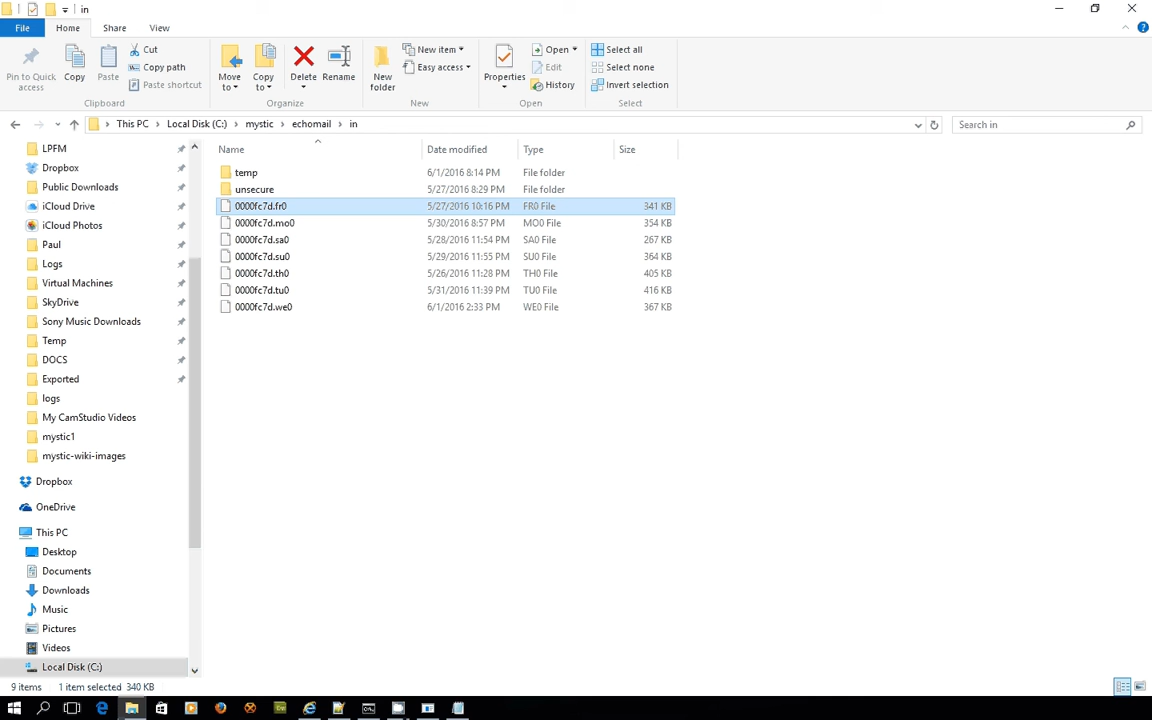 in
File Home Share View
Pin to Quick access
Copy
Paste
Cut
Copy path
Paste shortcut
Clipboard
Move to
Copy to
Delete
Rename
Organize
New folder
New item
Easy access
New
Properties
Open
Edit
History
Open
Select all
Select none
Invert selection
Select
This PC > Local Disk (C:) > mystic > echomail > in
Search in
Name Date modified Type Size
temp 6/1/2016 8:14 PM File folder
unsecure 5/27/2016 8:29 PM File folder
0000fc7d.fr0 5/27/2016 10:16 PM FR0 File 341 KB
0000fc7d.mo0 5/30/2016 8:57 PM MO0 File 354 KB
0000fc7d.sa0 5/28/2016 11:54 PM SA0 File 267 KB
0000fc7d.su0 5/29/2016 11:55 PM SU0 File 364 KB
0000fc7d.th0 5/26/2016 11:28 PM TH0 File 405 KB
0000fc7d.tu0 5/31/2016 11:39 PM TU0 File 416 KB
0000fc7d.we0 6/1/2016 2:33 PM WE0 File 367 KB
LPFM
Dropbox
Public Downloads
iCloud Drive
iCloud Photos
Paul
Logs
Virtual Machines
SkyDrive
Sony Music Downloads
Temp
DOCS
Exported
logs
My CamStudio Videos
mystic1
mystic-wiki-images
Dropbox
OneDrive
This PC
Desktop
Documents
Downloads
Music
Pictures
Videos
Local Disk (C:)
9 items 1 item selected 340 KB